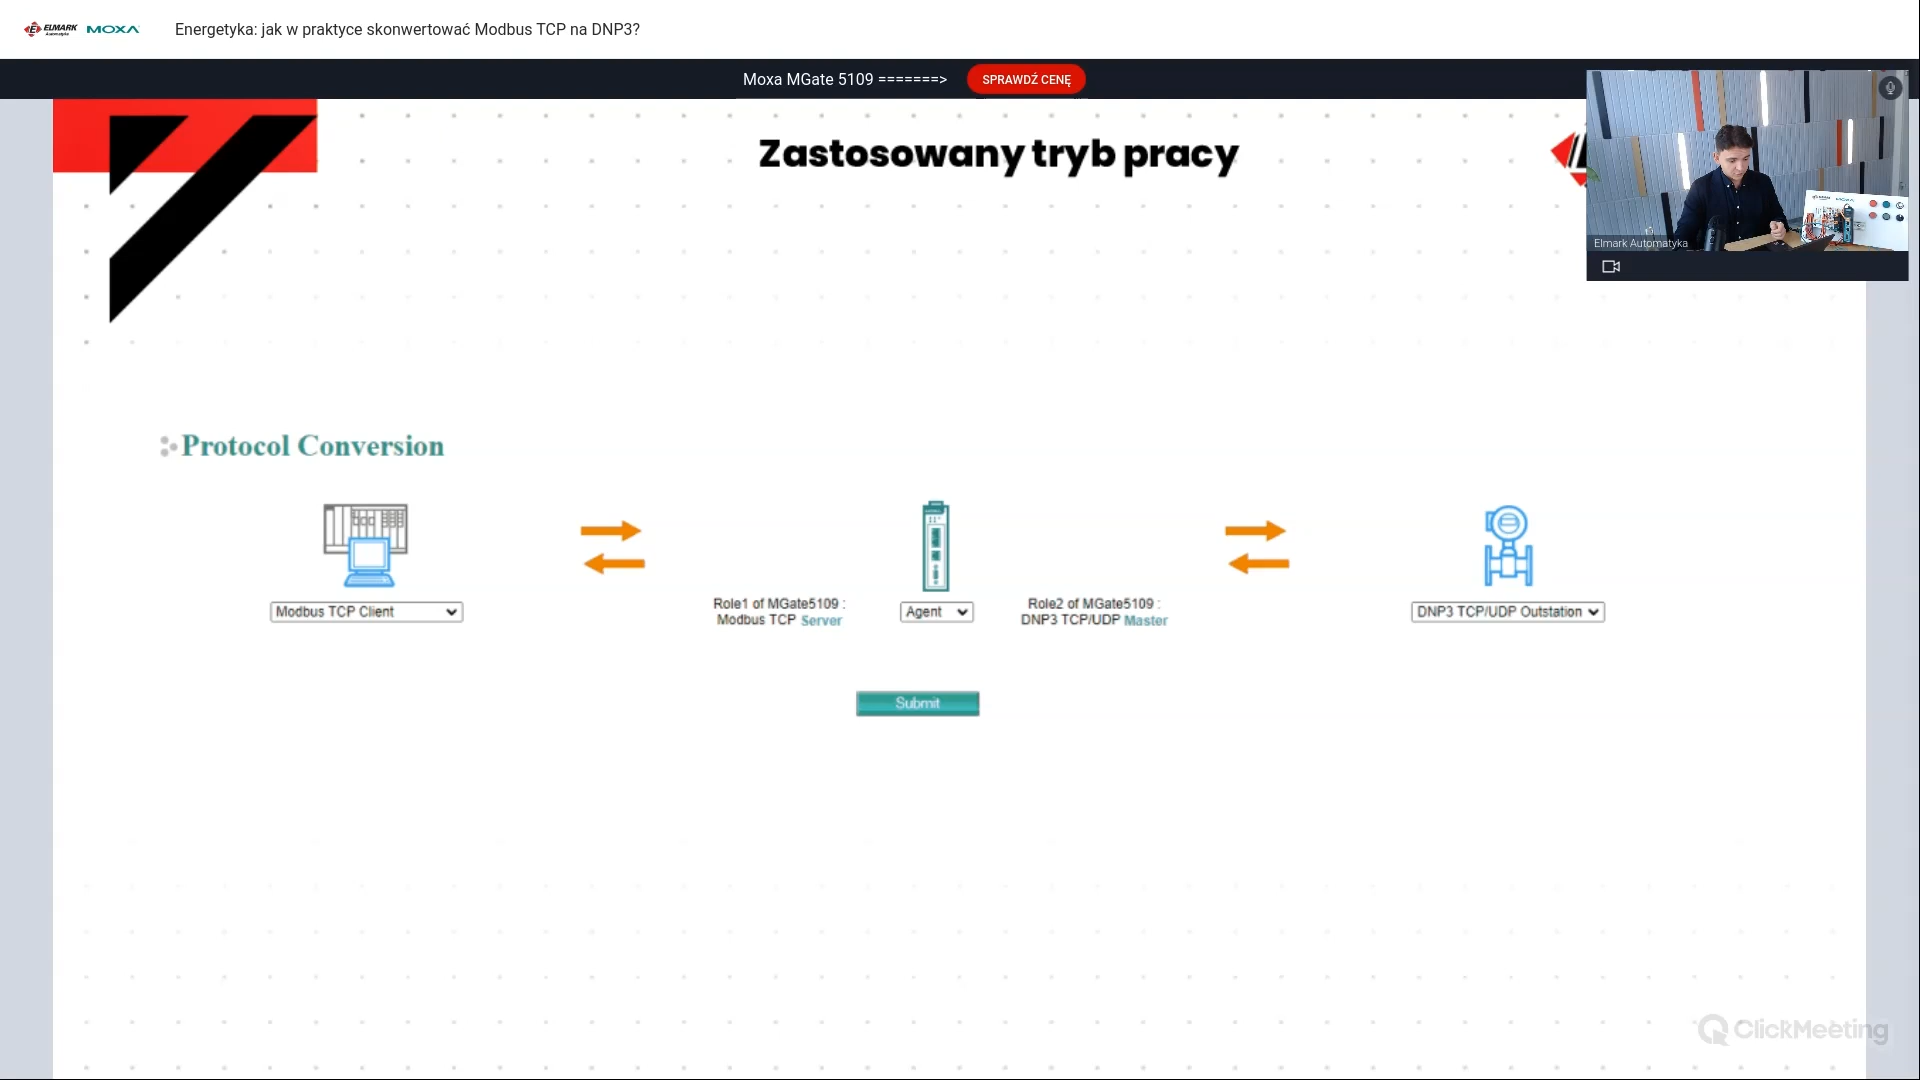 ELMARK
Automatyka
MOXA
Energetyka: jak w praktyce skonwertować Modbus TCP na DNP3?
Moxa MGate 5109 =======>
SPRAWDŹ CENĘ
Zastosowany tryb pracy
Elmark Automatyka
Protocol Conversion
Modbus TCP Client
Role1 of MGate5109 :
Modbus TCP Server
Agent
Role2 of MGate5109 :
DNP3 TCP/UDP Master
DNP3 TCP/UDP Outstation
Submit
ClickMeeting